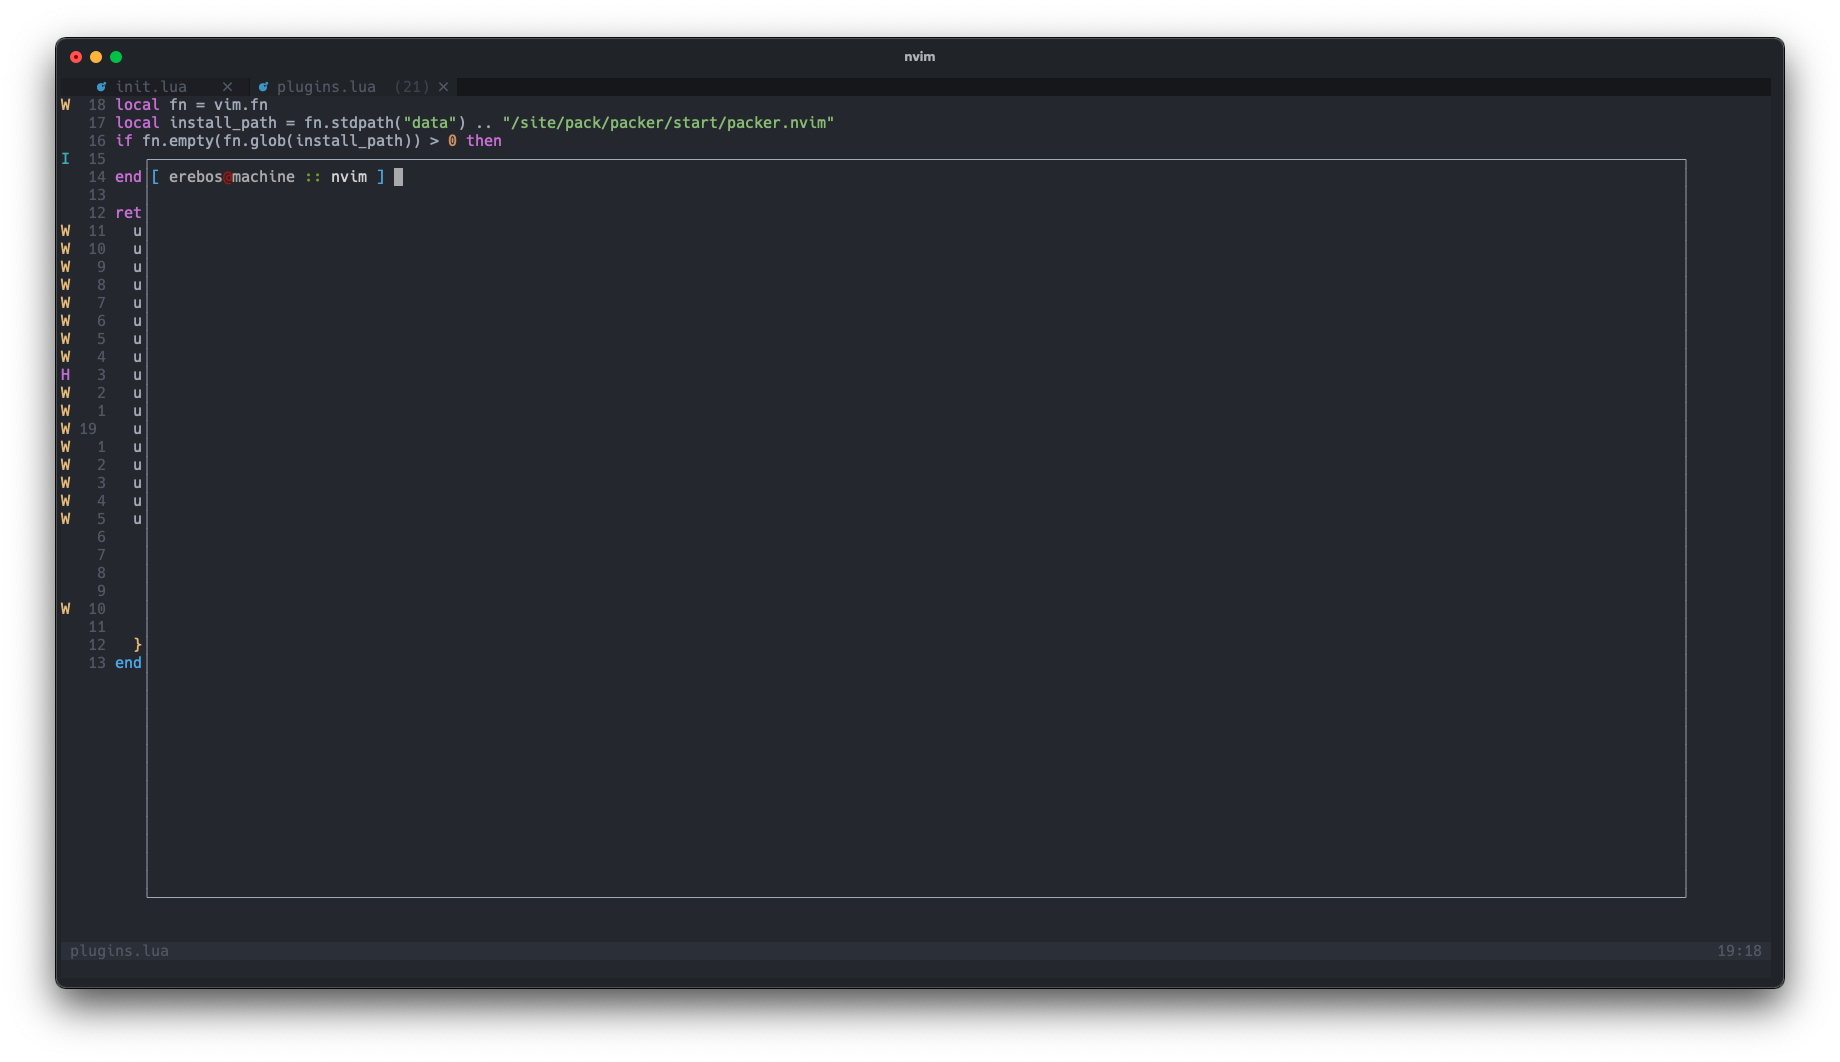 nvim
init.lua × plugins.lua (21) ×
W 18 local fn = vim.fn
17 local install_path = fn.stdpath("data") .. "/site/pack/packer/start/packer.nvim"
16 if fn.empty(fn.glob(install_path)) > 0 then
I 15
14 end [ erebos@machine :: nvim ]
13
12 ret
W 11 u
W 10 u
W 9 u
W 8 u
W 7 u
W 6 u
W 5 u
W 4 u
H 3 u
W 2 u
W 1 u
W 19 u
W 1 u
W 2 u
W 3 u
W 4 u
W 5 u
6
7
8
9
W 10
11
12 }
13 end
plugins.lua 19:18